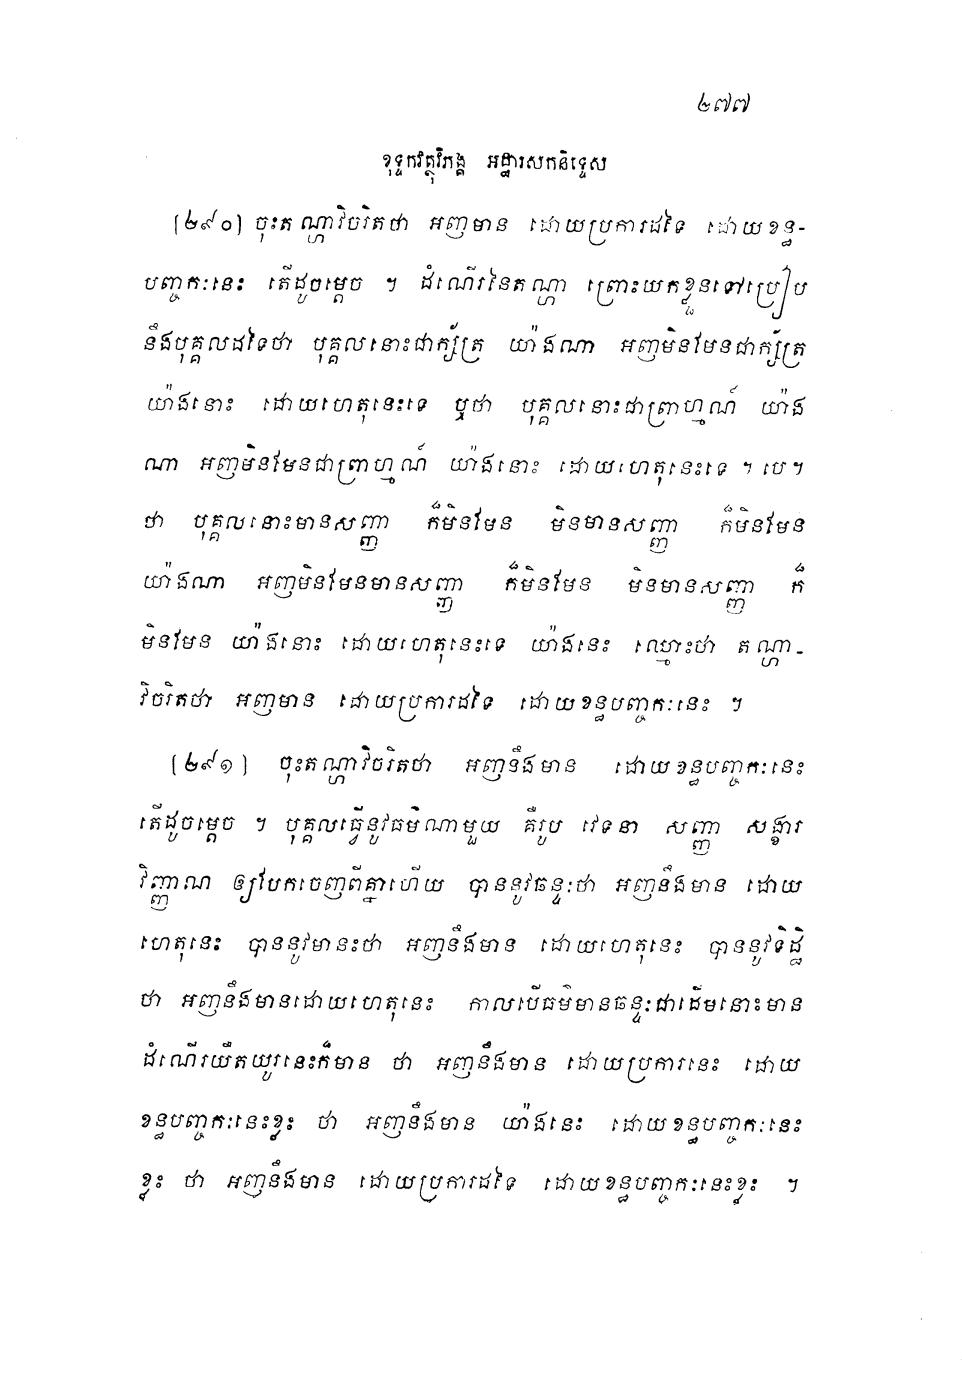 ២៧៧
ខុទ្ទកវត្ថុវិភង្គ អដ្ឋារសកនិទ្ទេស
[២៩០] ចុះតណ្ហាវិចរិតថា អញមាន ដោយប្រការដទៃ ដោយខន្ធ-
បញ្ចកៈនេះ តើដូចម្តេច ។ ដំណើរនៃតណ្ហា ព្រោះយកខ្លួនទៅប្រៀប
នឹងបុគ្គលដទៃថា បុគ្គលនោះជាក្ស័ត្រ យ៉ាងណា អញមិនមែនជាក្ស័ត្រ
យ៉ាងនោះ ដោយហេតុនេះទេ ឬថា បុគ្គលនោះជាព្រាហ្មណ៍ យ៉ាង
ណា អញមិនមែនជាព្រាហ្មណ៍ យ៉ាងនោះ ដោយហេតុនេះទេ ។ បេ។
ថា បុគ្គលនោះមានសញ្ញា ក៏មិនមែន មិនមានសញ្ញា ក៏មិនមែន
យ៉ាងណា អញមិនមែនមានសញ្ញា ក៏មិនមែន មិនមានសញ្ញា ក៏
មិនមែន យ៉ាងនោះ ដោយហេតុនេះទេ យ៉ាងនេះ ឈ្មោះថា តណ្ហា-
វិចរិតថា អញមាន ដោយប្រការដទៃ ដោយខន្ធបញ្ចកៈនេះ ។
[២៩១] ចុះតណ្ហាវិចរិតថា អញនឹងមាន ដោយខន្ធបញ្ចកៈនេះ
តើដូចម្តេច ។ បុគ្គលធ្វើនូវធម៌ណាមួយ គឺរូប វេទនា សញ្ញា សង្ខារ
វិញ្ញាណ ឲ្យបែកចេញពីគ្នាហើយ បាននូវឆន្ទៈថា អញនឹងមាន ដោយ
ហេតុនេះ បាននូវមានះថា អញនឹងមាន ដោយហេតុនេះ បាននូវទិដ្ឋិ
ថា អញនឹងមានដោយហេតុនេះ កាលបើធម៌មានឆន្ទៈជាដើមនោះមាន
ដំណើរយឺតយូរនេះក៏មាន ថា អញនឹងមាន ដោយប្រការនេះ ដោយ
ខន្ធបញ្ចកៈនេះខ្លះ ថា អញនឹងមាន យ៉ាងនេះ ដោយខន្ធបញ្ចកៈនេះ
ខ្លះ ថា អញនឹងមាន ដោយប្រការដទៃ ដោយខន្ធបញ្ចកៈនេះខ្លះ ។